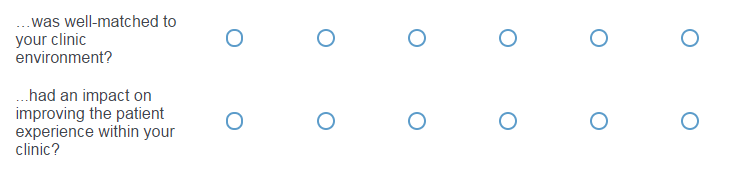 ...was well-matched to
your clinic
environment?
...had an impact on
improving the patient
experience within your
clinic?